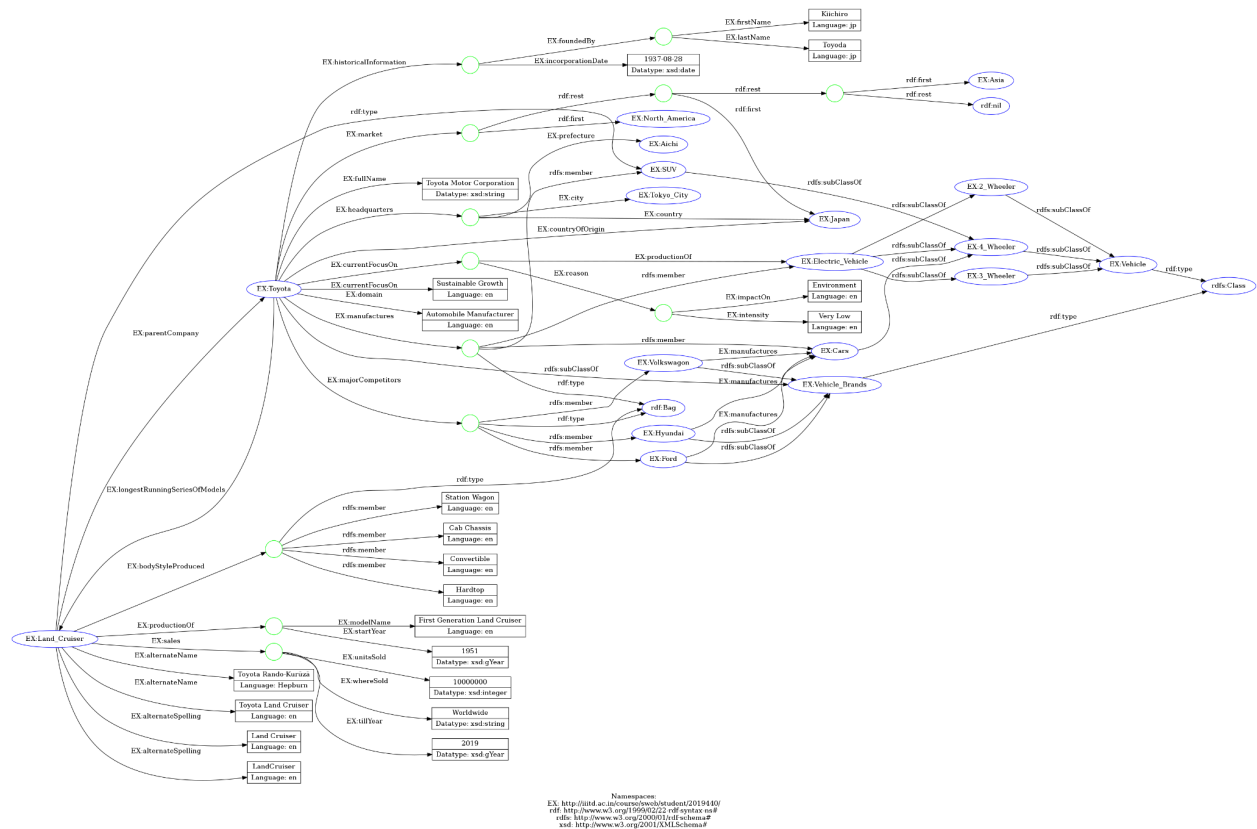 Kiichiro
Language: jp
EX:firstName
EX:lastName
Toyoda
Language: jp
EX:foundedBy
EX:incorporationDate
1937-08-28
Datatype: xsd:date
EX:historicalInformation
rdf:first
EX:Asia
rdf:rest
rdf:rest
rdf:nil
rdf:rest
rdf:first
rdf:type
rdf:first
EX:North_America
EX:market
EX:prefecture
EX:Aichi
rdfs:member
EX:SUV
EX:fullName
Toyota Motor Corporation
Datatype: xsd:string
rdfs:subClassOf
EX:2_Wheeler
EX:city
EX:Tokyo_City
EX:headquarters
EX:country
EX:Japan
rdfs:subClassOf
rdfs:subClassOf
EX:countryOfOrigin
EX:4_Wheeler
rdfs:subClassOf
rdfs:subClassOf
EX:currentFocusOn
EX:productionOf
EX:Electric_Vehicle
rdfs:subClassOf
EX:Vehicle
rdf:type
EX:reason
rdfs:member
rdfs:subClassOf
EX:3_Wheeler
rdfs:subClassOf
rdfs:Class
EX:Toyota
EX:currentFocusOn
Sustainable Growth
Language: en
EX:domain
Environment
Language: en
EX:impactOn
EX:manufactures
Automobile Manufacturer
Language: en
EX:intensity
Very Low
Language: en
rdf:type
EX:parentCompany
rdfs:member
EX:manufactures
EX:Cars
EX:Volkswagon
rdfs:subClassOf
rdfs:subClassOf
EX:majorCompetitors
rdf:type
EX:manufactures
EX:Vehicle_Brands
rdfs:member
rdf:Bag
EX:manufactures
rdf:type
rdfs:member
EX:Hyundai
rdfs:subClassOf
rdfs:member
EX:Ford
rdfs:subClassOf
rdf:type
EX:longestRunningSeriesOfModels
Station Wagon
Language: en
rdfs:member
Cab Chassis
Language: en
rdfs:member
rdfs:member
Convertible
Language: en
rdfs:member
EX:bodyStyleProduced
Hardtop
Language: en
EX:productionOf
EX:modelName
First Generation Land Cruiser
Language: en
EX:startYear
EX:Land_Cruiser
EX:sales
1951
Datatype: xsd:gYear
EX:alternateName
EX:unitsSold
Toyota Rando-Kurūzā
Language: Hepburn
EX:whereSold
10000000
Datatype: xsd:integer
EX:alternateName
Toyota Land Cruiser
Language: en
Worldwide
Datatype: xsd:string
EX:alternateSpelling
EX:tillYear
Land Cruiser
Language: en
2019
Datatype: xsd:gYear
EX:alternateSpelling
LandCruiser
Language: en
Namespaces:
EX: http://iiitd.ac.in/course/sweb/student/2019440/
rdf: http://www.w3.org/1999/02/22-rdf-syntax-ns#
rdfs: http://www.w3.org/2000/01/rdf-schema#
xsd: http://www.w3.org/2001/XMLSchema#